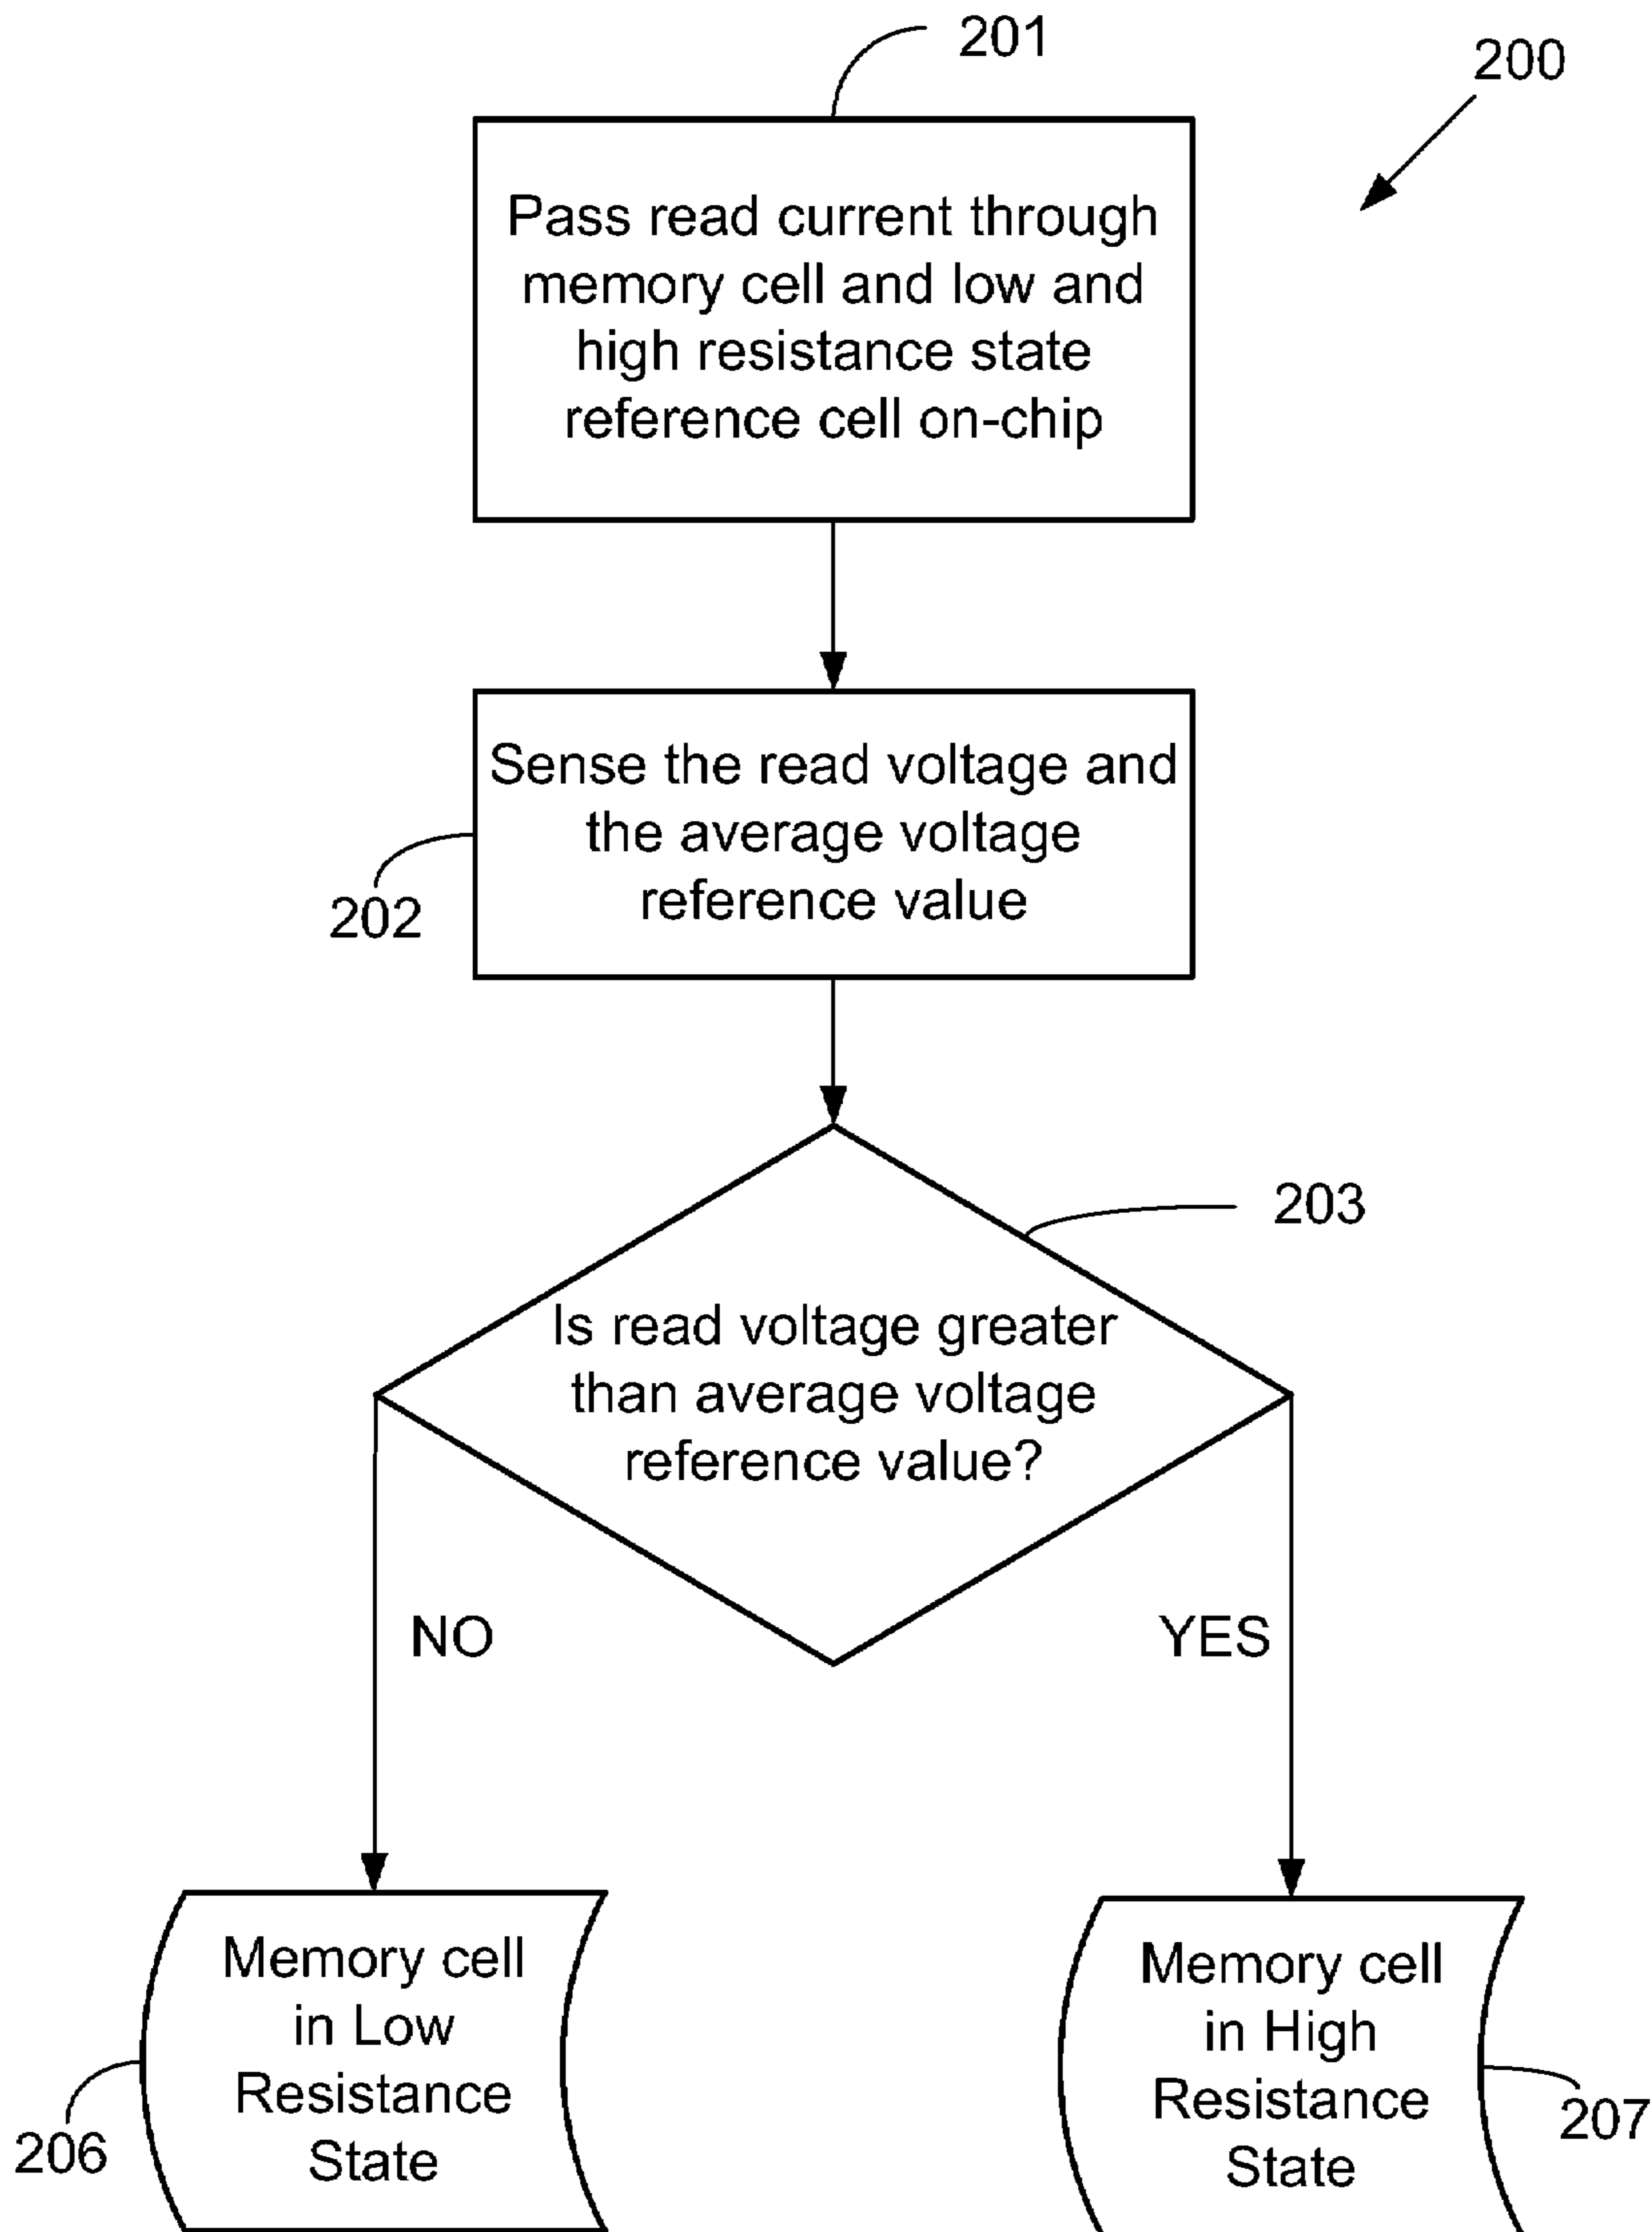 201
200
Pass read current through
memory cell and low and
high resistance state
reference cell on-chip
Sense the read voltage and
the average voltage
reference value
202
203
Is read voltage greater
than average voltage
reference value?
NO
YES
Memory cell
in Low
Resistance
State
206
Memory cell
in High
Resistance
State
207